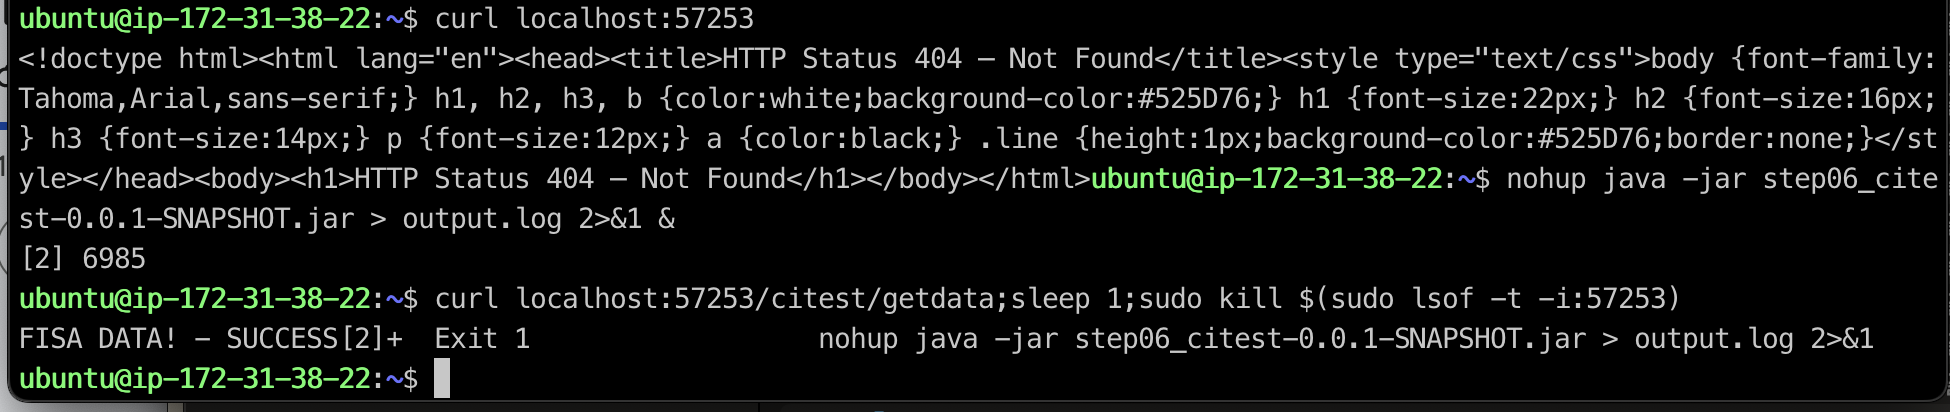 ubuntu@ip-172-31-38-22:~$ curl localhost:57253
<!doctype html><html lang="en"><head><title>HTTP Status 404 – Not Found</title><style type="text/css">body {font-family:
Tahoma,Arial,sans-serif;} h1, h2, h3, b {color:white;background-color:#525D76;} h1 {font-size:22px;} h2 {font-size:16px;
} h3 {font-size:14px;} p {font-size:12px;} a {color:black;} .line {height:1px;background-color:#525D76;border:none;}</st
yle></head><body><h1>HTTP Status 404 – Not Found</h1></body></html>ubuntu@ip-172-31-38-22:~$ nohup java -jar step06_cite
st-0.0.1-SNAPSHOT.jar > output.log 2>&1 &
[2] 6985
ubuntu@ip-172-31-38-22:~$ curl localhost:57253/citest/getdata;sleep 1;sudo kill $(sudo lsof -t -i:57253)
FISA DATA! - SUCCESS[2]+  Exit 1                  nohup java -jar step06_citest-0.0.1-SNAPSHOT.jar > output.log 2>&1
ubuntu@ip-172-31-38-22:~$